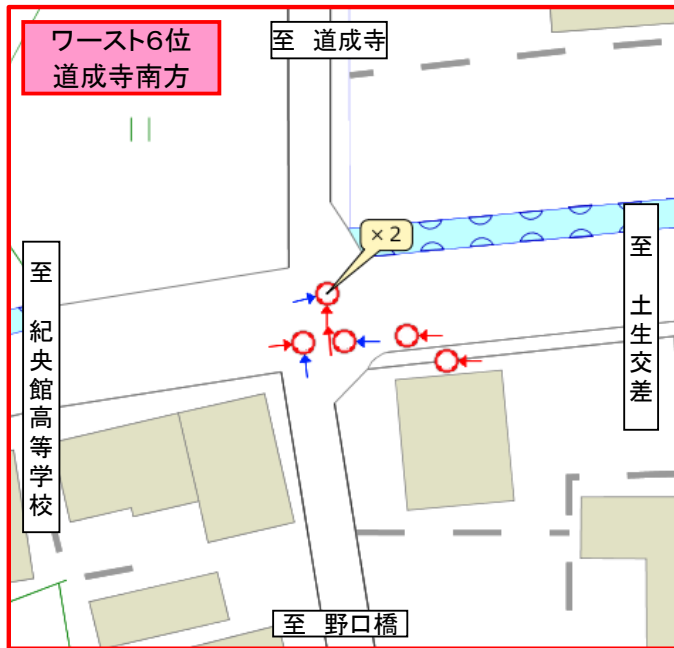 ワースト6位
道成寺南方
至 道成寺
×2
至 紀央館高等学校
至 土生交差
至 野口橋